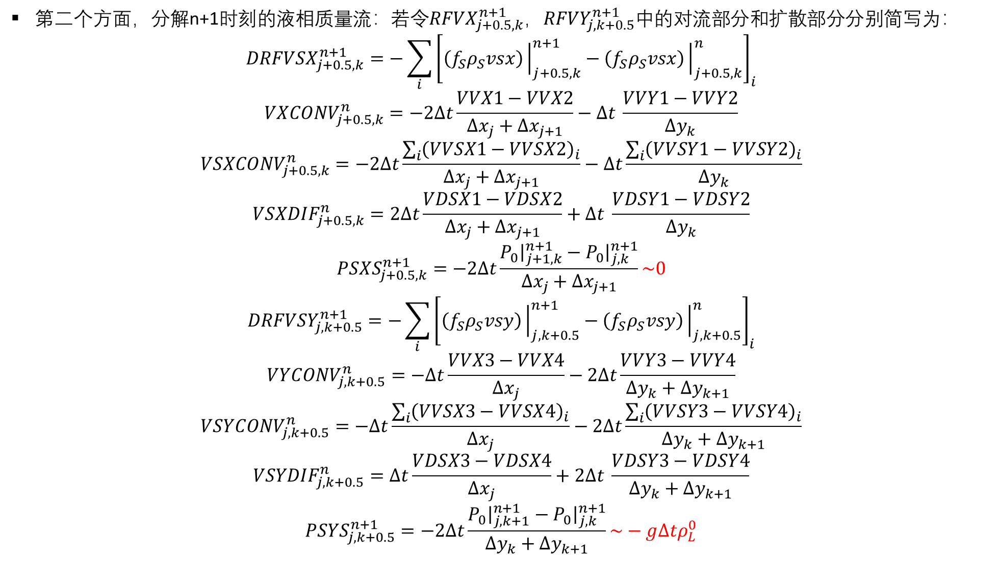 ▪ 第二个方面，分解n+1时刻的液相质量流：若令$RFVX_{j+0.5,k}^{n+1}$，$RFVY_{j,k+0.5}^{n+1}$中的对流部分和扩散部分分别简写为：
$DRFVSX_{j+0.5,k}^{n+1} = -\sum_i \left[ (f_S\rho_S vsx)\big|_{j+0.5,k}^{n+1} - (f_S\rho_S vsx)\big|_{j+0.5,k}^{n} \right]_i$
$VXCONV_{j+0.5,k}^{n} = -2\Delta t \frac{VVX1 - VVX2}{\Delta x_j + \Delta x_{j+1}} - \Delta t \frac{VVY1 - VVY2}{\Delta y_k}$
$VSXCONV_{j+0.5,k}^{n} = -2\Delta t \frac{\sum_i (VVSX1 - VVSX2)_i}{\Delta x_j + \Delta x_{j+1}} - \Delta t \frac{\sum_i (VVSY1 - VVSY2)_i}{\Delta y_k}$
$VSXDIF_{j+0.5,k}^{n} = 2\Delta t \frac{VDSX1 - VDSX2}{\Delta x_j + \Delta x_{j+1}} + \Delta t \frac{VDSY1 - VDSY2}{\Delta y_k}$
$PSXS_{j+0.5,k}^{n+1} = -2\Delta t \frac{P_0|_{j+1,k}^{n+1} - P_0|_{j,k}^{n+1}}{\Delta x_j + \Delta x_{j+1}} \sim 0$
$DRFVSY_{j,k+0.5}^{n+1} = -\sum_i \left[ (f_S\rho_S vsy)\big|_{j,k+0.5}^{n+1} - (f_S\rho_S vsy)\big|_{j,k+0.5}^{n} \right]_i$
$VYCONV_{j,k+0.5}^{n} = -\Delta t \frac{VVX3 - VVX4}{\Delta x_j} - 2\Delta t \frac{VVY3 - VVY4}{\Delta y_k + \Delta y_{k+1}}$
$VSYCONV_{j,k+0.5}^{n} = -\Delta t \frac{\sum_i (VVSX3 - VVSX4)_i}{\Delta x_j} - 2\Delta t \frac{\sum_i (VVSY3 - VVSY4)_i}{\Delta y_k + \Delta y_{k+1}}$
$VSYDIF_{j,k+0.5}^{n} = \Delta t \frac{VDSX3 - VDSX4}{\Delta x_j} + 2\Delta t \frac{VDSY3 - VDSY4}{\Delta y_k + \Delta y_{k+1}}$
$PSYS_{j,k+0.5}^{n+1} = -2\Delta t \frac{P_0|_{j,k+1}^{n+1} - P_0|_{j,k}^{n+1}}{\Delta y_k + \Delta y_{k+1}} \sim -g\Delta t\rho_L^0$